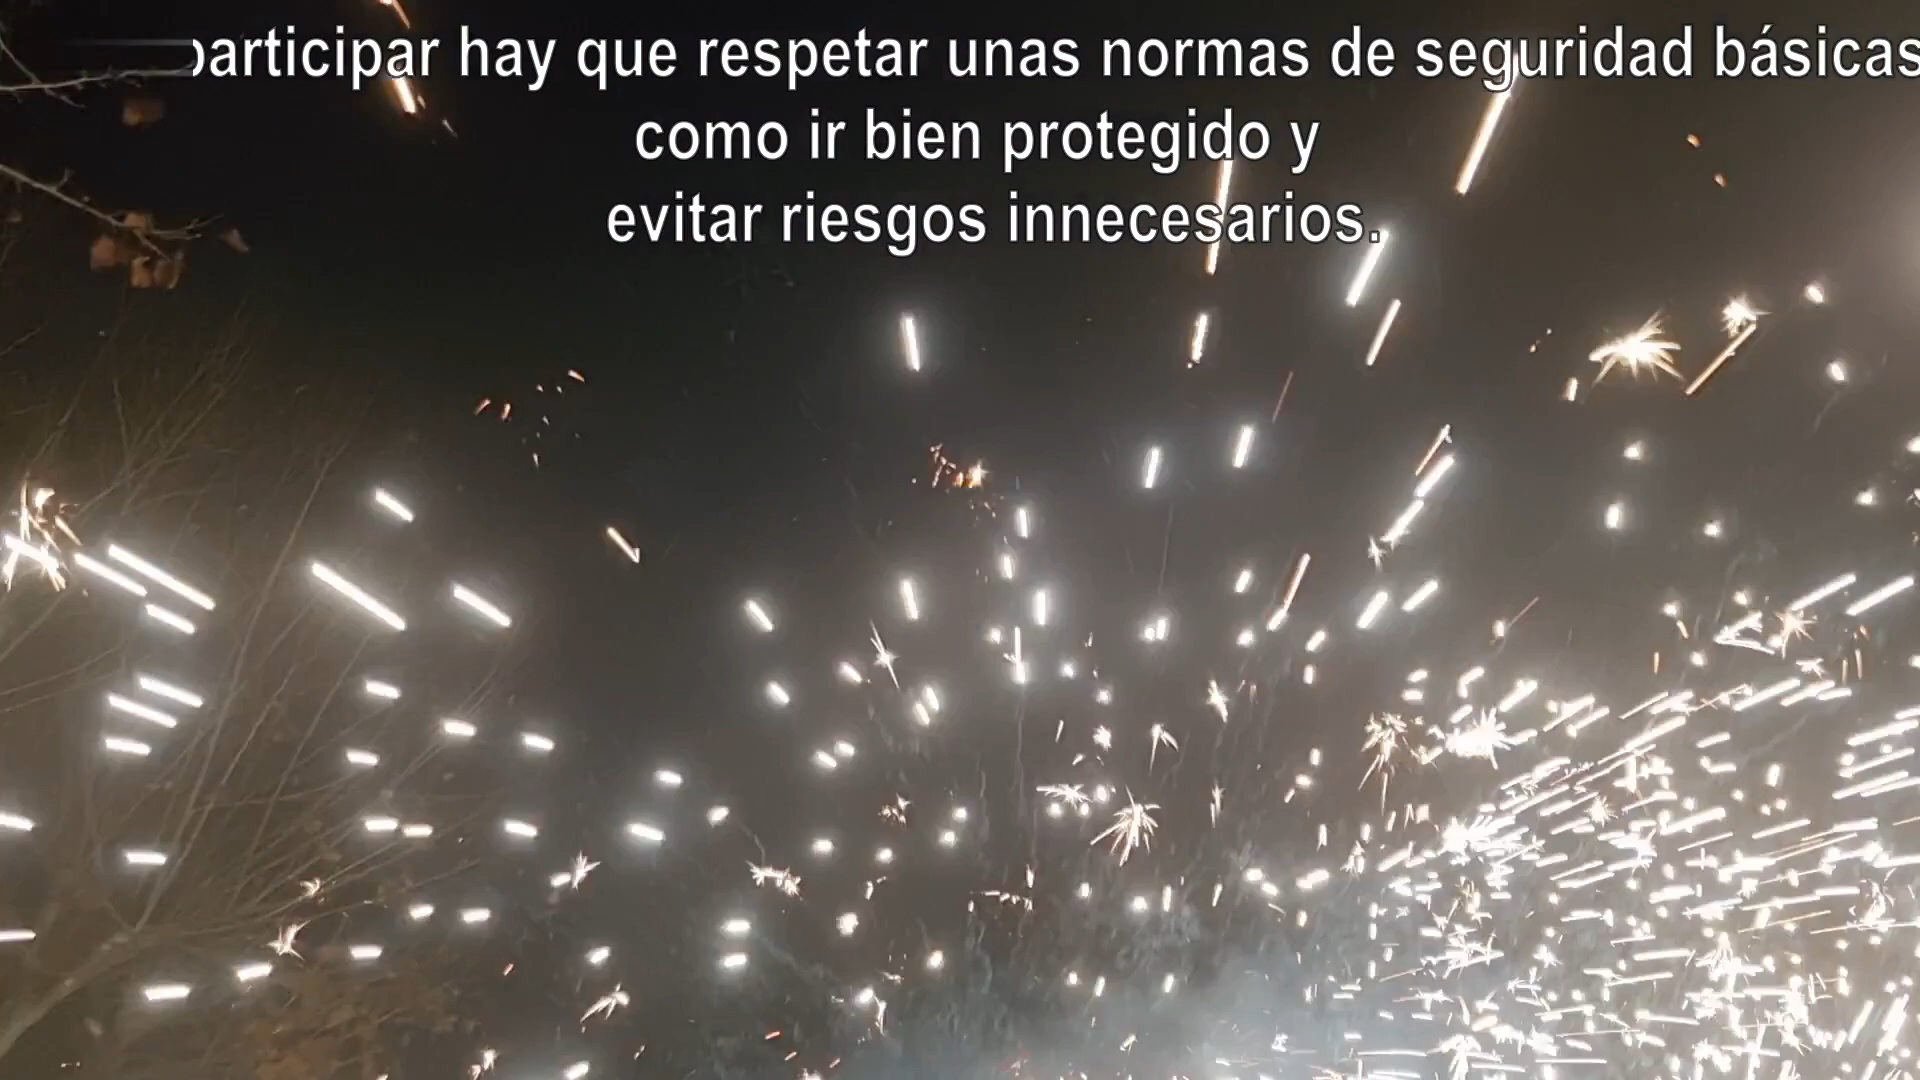 participar hay que respetar unas normas de seguridad básicas
como ir bien protegido y
evitar riesgos innecesarios.